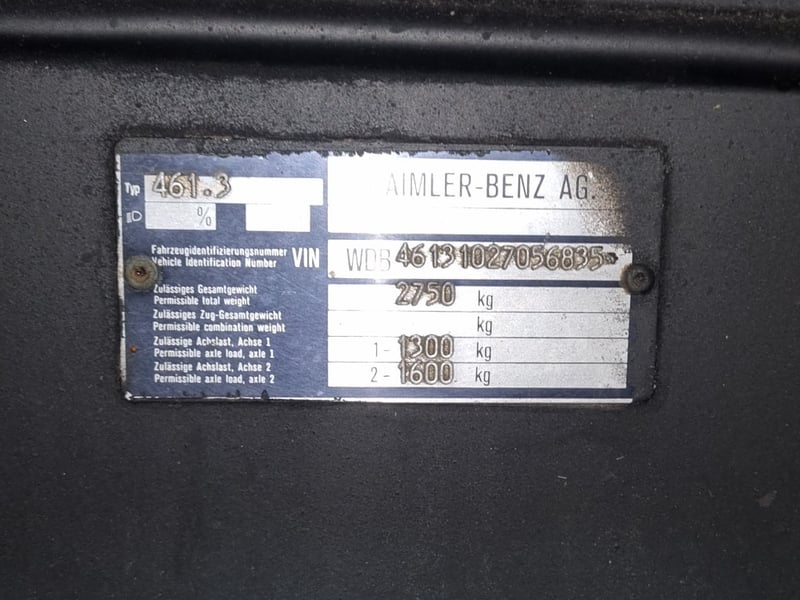 Typ 461.3
AIMLER-BENZ AG.
%
Fahrzeugidentifizierungsnummer
Vehicle Identification Number VIN WDB46131027056835
Zulässiges Gesamtgewicht
Permissible total weight 2750 kg
Zulässiges Zug-Gesamtgewicht
Permissible combination weight kg
Zulässige Achslast, Achse 1
Permissible axle load, axle 1 1 - 1300 kg
Zulässige Achslast, Achse 2
Permissible axle load, axle 2 2 - 1600 kg